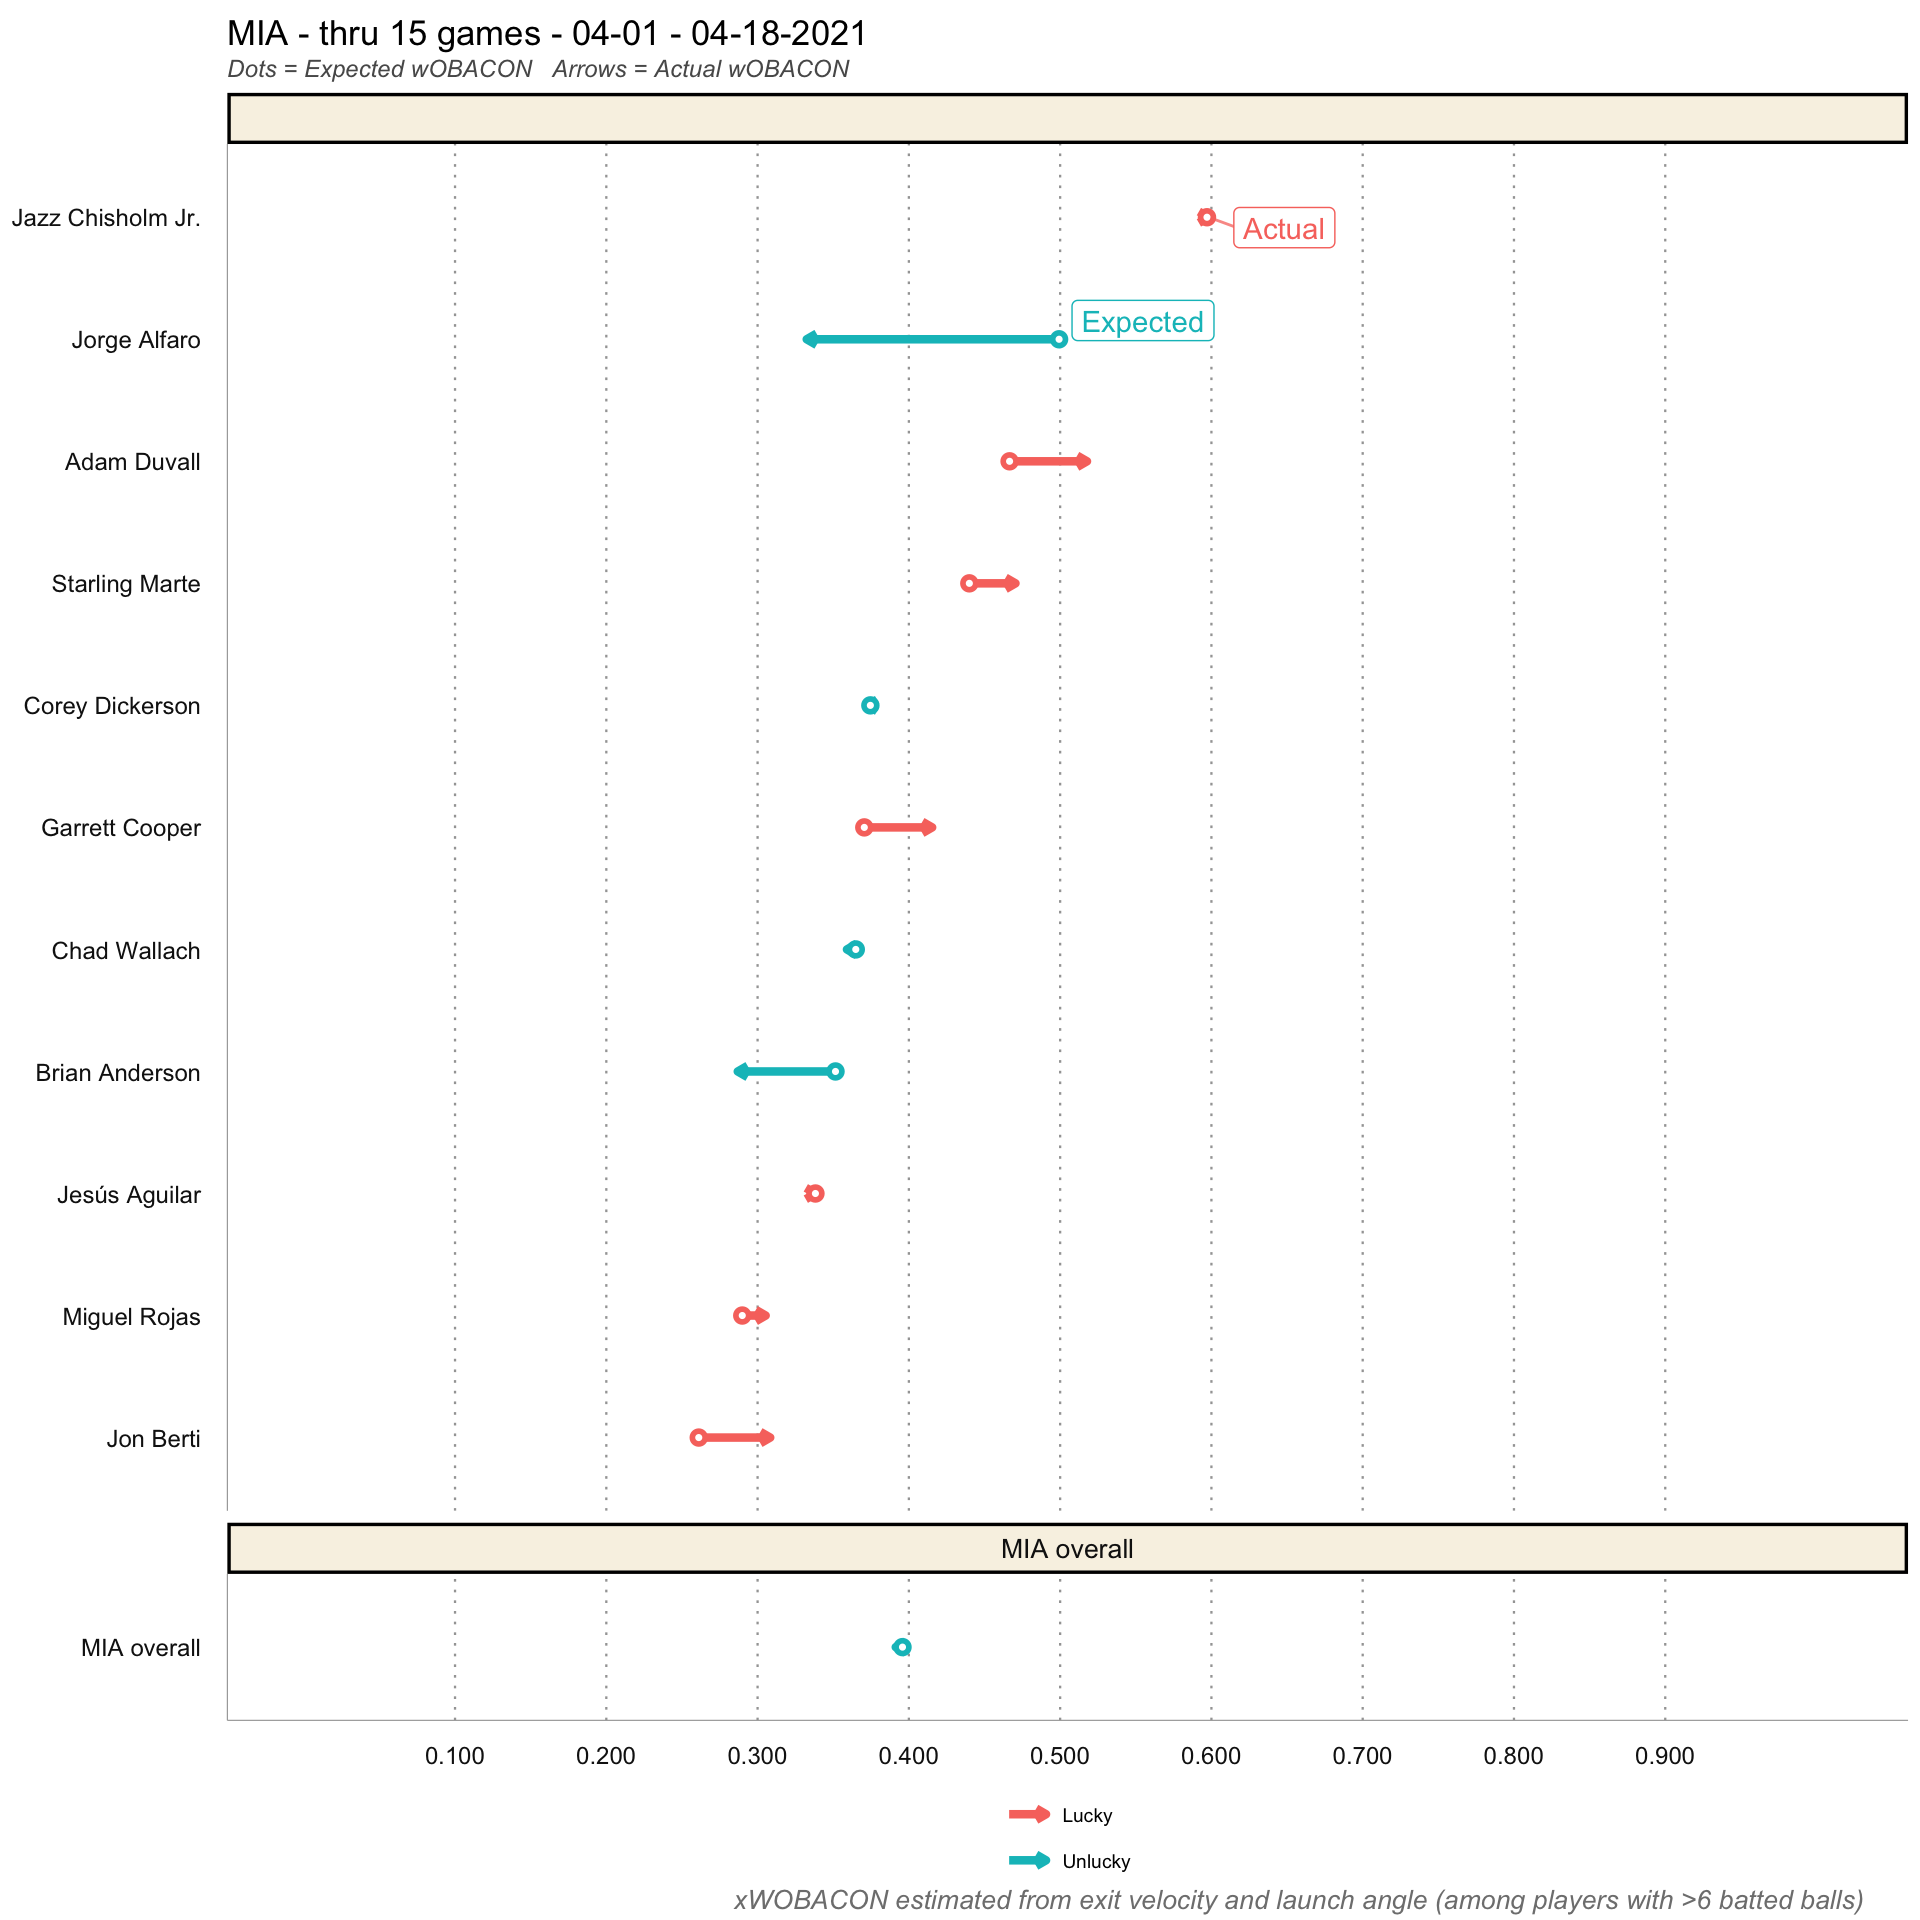 MIA - thru 15 games - 04-01 - 04-18-2021
Dots = Expected wOBACON   Arrows = Actual wOBACON
Jazz Chisholm Jr.
Actual
Jorge Alfaro
Expected
Adam Duvall
Starling Marte
Corey Dickerson
Garrett Cooper
Chad Wallach
Brian Anderson
Jesús Aguilar
Miguel Rojas
Jon Berti
MIA overall
MIA overall
0.100 0.200 0.300 0.400 0.500 0.600 0.700 0.800 0.900
Lucky
Unlucky
xWOBACON estimated from exit velocity and launch angle (among players with >6 batted balls)